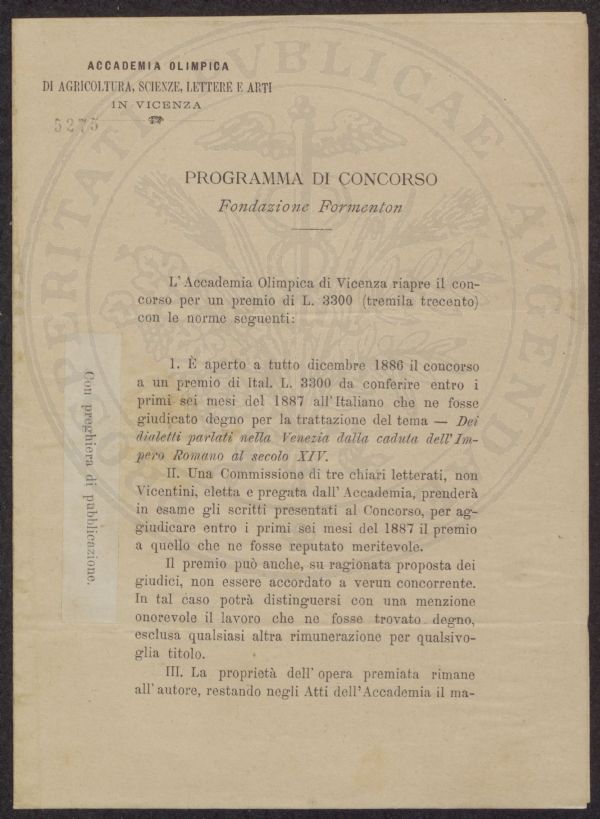 ACCADEMIA OLIMPICA
DI AGRICOLTURA, SCIENZE, LETTERE E ARTI
IN VICENZA
5275
PROGRAMMA DI CONCORSO
Fondazione Formenton
L' Accademia Olimpica di Vicenza riapre il con-
corso per un premio di L. 3300 (tremila trecento)
con le norme seguenti:
1. È aperto a tutto dicembre 1886 il concorso
a un premio di Ital. L. 3300 da conferire entro i
primi sei mesi del 1887 all'Italiano che ne fosse
giudicato degno per la trattazione del tema — Dei
dialetti parlati nella Venezia dalla caduta dell'Im-
pero Romano al secolo XIV.
II. Una Commissione di tre chiari letterati, non
Vicentini, eletta e pregata dall' Accademia, prenderà
in esame gli scritti presentati al Concorso, per ag-
giudicare entro i primi sei mesi del 1887 il premio
a quello che ne fosse reputato meritevole.
Il premio può anche, su ragionata proposta dei
giudici, non essere accordato a verun concorrente.
In tal caso potrà distinguersi con una menzione
onorevole il lavoro che ne fosse trovato degno,
esclusa qualsiasi altra rimunerazione per qualsivo-
glia titolo.
III. La proprietà dell' opera premiata rimane
all' autore, restando negli Atti dell'Accademia il ma-
Con preghiera di pubblicazione.
PROSPERITATI PUBLICAE AUGENDAE